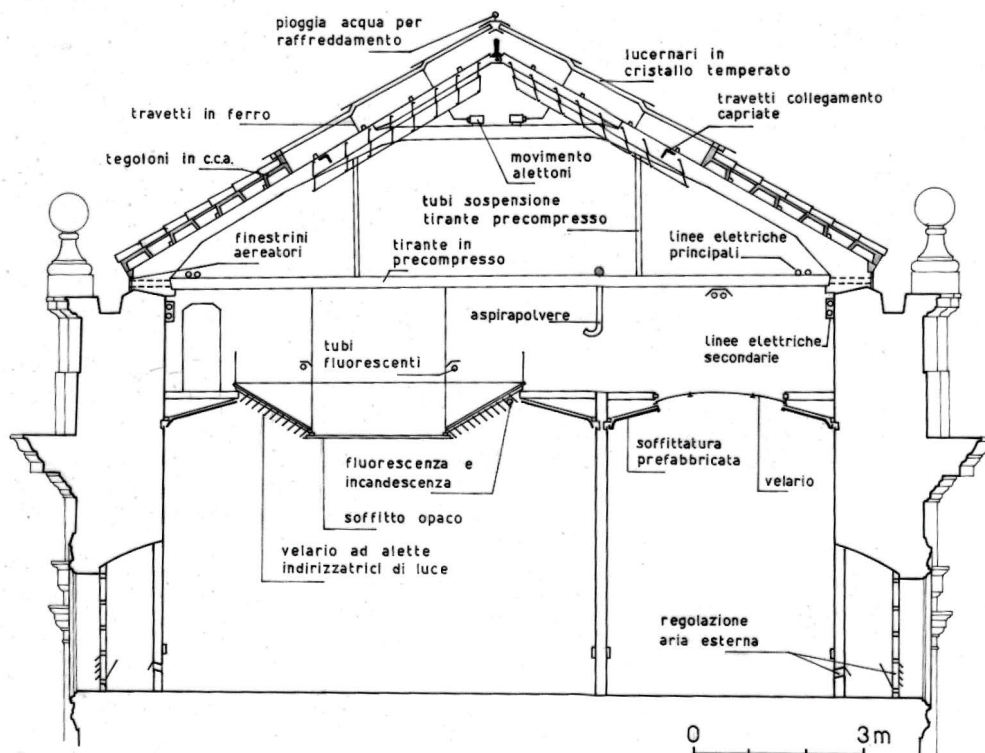 pioggia acqua per
raffreddamento
lucernari in
cristallo temperato
travetti in ferro
travetti collegamento
capriate
tegoloni in c.c.a.
movimento
alettoni
tubi sospensione
tirante precompresso
finestrini
aereatori
tirante in
precompresso
linee elettriche
principali
aspirapolvere
tubi
fluorescenti
linee elettriche
secondarie
fluorescenza e
incandescenza
soffittatura
prefabbricata
velario
soffitto opaco
velario ad alette
indirizzatrici di luce
regolazione
aria esterna
0 3m